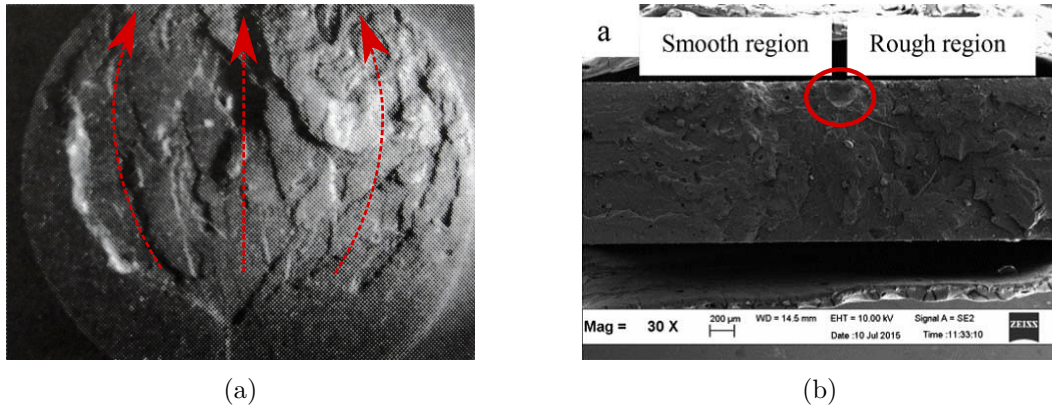 a
Smooth region
Rough region
Mag = 30 X
200 µm
WD = 14.5 mm
EHT = 10.00 kV
Signal A = SE2
Date :10 Jul 2015
Time :11:33:10
ZEISS
(a)
(b)